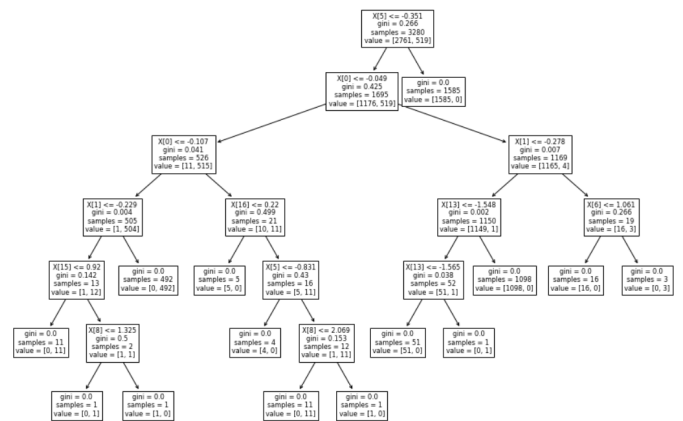 X[5] <= -0.351
gini = 0.266
samples = 3280
value = [2761, 519]
X[0] <= -0.049
gini = 0.425
samples = 1695
value = [1176, 519]
gini = 0.0
samples = 1585
value = [1585, 0]
X[0] <= -0.107
gini = 0.041
samples = 526
value = [11, 515]
X[1] <= -0.278
gini = 0.007
samples = 1169
value = [1165, 4]
X[1] <= -0.229
gini = 0.004
samples = 505
value = [1, 504]
X[16] <= 0.22
gini = 0.499
samples = 21
value = [10, 11]
X[13] <= -1.548
gini = 0.002
samples = 1150
value = [1149, 1]
X[6] <= 1.061
gini = 0.266
samples = 19
value = [16, 3]
X[15] <= 0.92
gini = 0.142
samples = 13
value = [1, 12]
gini = 0.0
samples = 492
value = [0, 492]
gini = 0.0
samples = 5
value = [5, 0]
X[5] <= -0.831
gini = 0.43
samples = 16
value = [5, 11]
X[13] <= -1.565
gini = 0.038
samples = 52
value = [51, 1]
gini = 0.0
samples = 1098
value = [1098, 0]
gini = 0.0
samples = 16
value = [16, 0]
gini = 0.0
samples = 3
value = [0, 3]
gini = 0.0
samples = 11
value = [0, 11]
X[8] <= 1.325
gini = 0.5
samples = 2
value = [1, 1]
gini = 0.0
samples = 4
value = [4, 0]
X[8] <= 2.069
gini = 0.153
samples = 12
value = [1, 11]
gini = 0.0
samples = 51
value = [51, 0]
gini = 0.0
samples = 1
value = [0, 1]
gini = 0.0
samples = 1
value = [0, 1]
gini = 0.0
samples = 1
value = [1, 0]
gini = 0.0
samples = 11
value = [0, 11]
gini = 0.0
samples = 1
value = [1, 0]